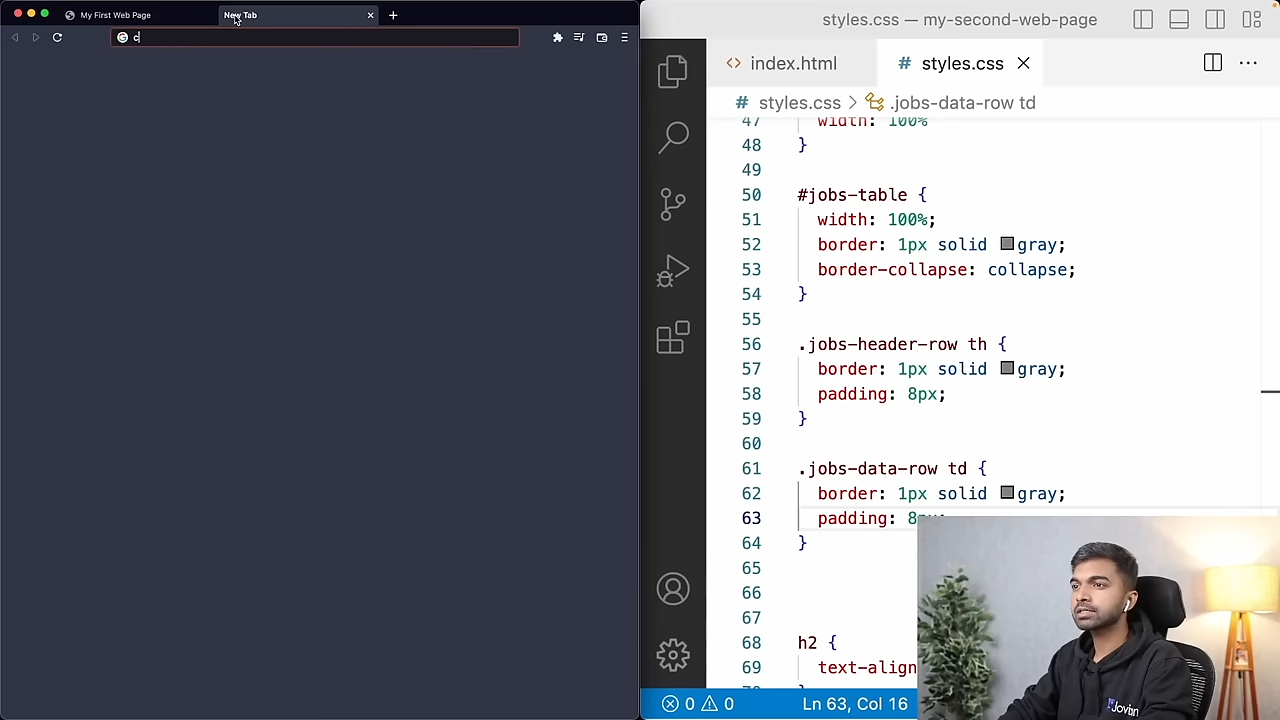 My First Web Page
New Tab
c
styles.css — my-second-web-page
index.html
styles.css
styles.css > .jobs-data-row td
47 width: 100%
48 }
49
50 #jobs-table {
51 width: 100%;
52 border: 1px solid gray;
53 border-collapse: collapse;
54 }
55
56 .jobs-header-row th {
57 border: 1px solid gray;
58 padding: 8px;
59 }
60
61 .jobs-data-row td {
62 border: 1px solid gray;
63 padding: 8px;
64 }
65
66
67
68 h2 {
69 text-align
0 0
Ln 63, Col 16
Jovian